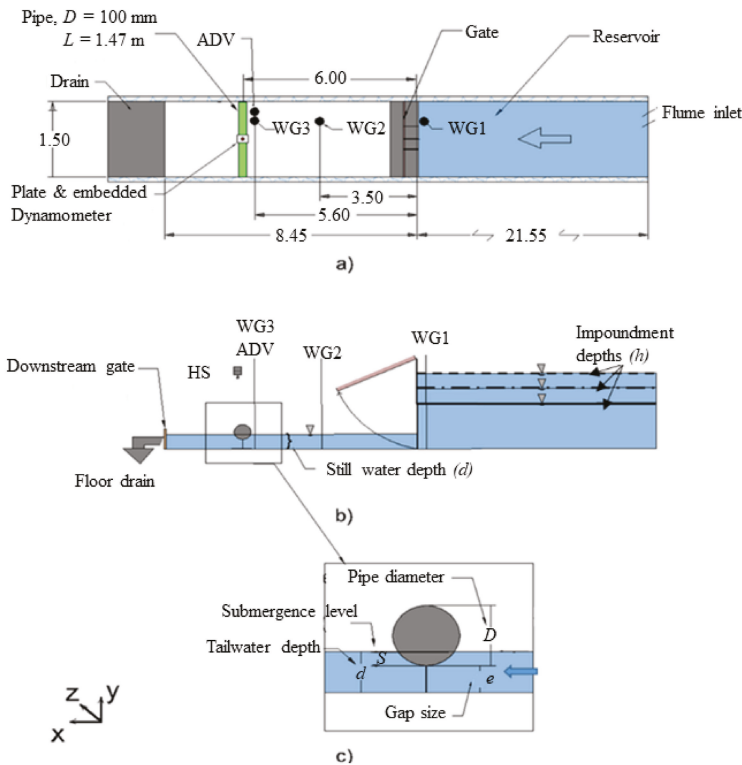 Pipe, D = 100 mm
L = 1.47 m
ADV
Gate
Reservoir
Drain
6.00
Flume inlet
1.50
WG3
WG2
WG1
Plate & embedded
Dynamometer
3.50
5.60
8.45
21.55
a)
WG3
ADV
WG2
WG1
Impoundment
depths (h)
Downstream gate
HS
Floor drain
Still water depth (d)
b)
Pipe diameter
Submergence level
D
Tailwater depth
S
d
e
Gap size
z
y
x
c)